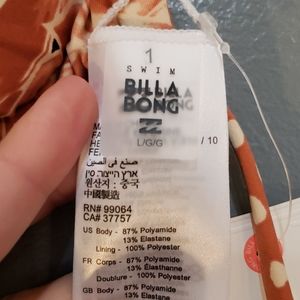 1
SWIM
BILLA
BONG
L/G/G
/ 10
صنع في الصين
ארץ הייצור: סין
원산지: 중국
中國製造
RN# 99064
CA# 37757
US Body - 87% Polyamide
13% Elastane
Lining - 100% Polyester
FR Corps - 87% Polyamide
13% Élasthanne
Doublure - 100% Polyester
GB Body - 87% Polyamide
13% Elastane